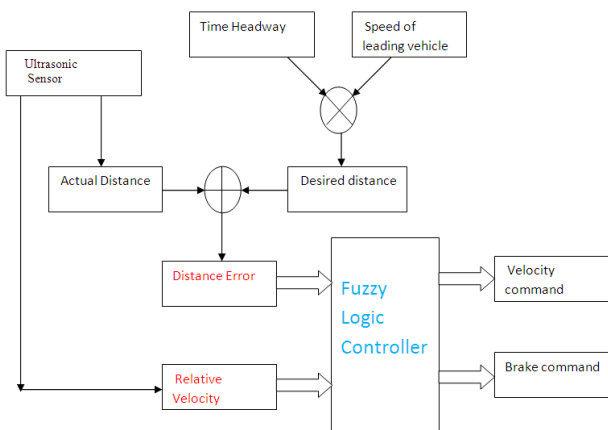 Time Headway
Speed of
leading vehicle
Ultrasonic
Sensor
Actual Distance
Desired distance
Distance Error
Fuzzy
Logic
Controller
Velocity
command
Relative
Velocity
Brake command